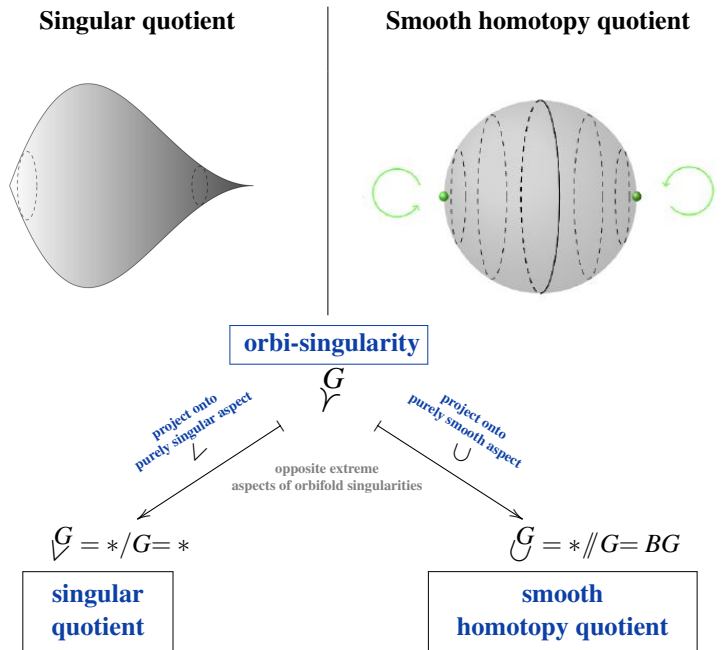 Singular quotient
Smooth homotopy quotient
orbi-singularity
G
ʏ
project onto
purely singular aspect
∨
project onto
purely smooth aspect
∪
opposite extreme
aspects of orbifold singularities
∨G = */G = *
∪G = *//G = BG
singular
quotient
smooth
homotopy quotient